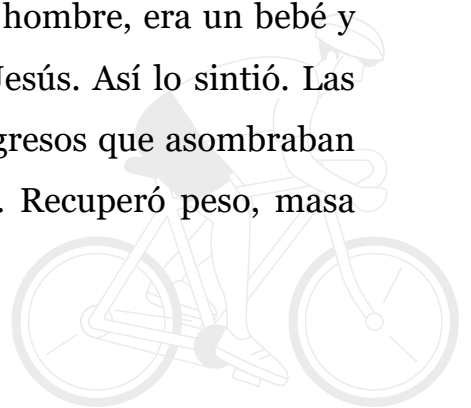 hombre, era un bebé y
Jesús. Así lo sintió. Las
gresos que asombraban
. Recuperó peso, masa